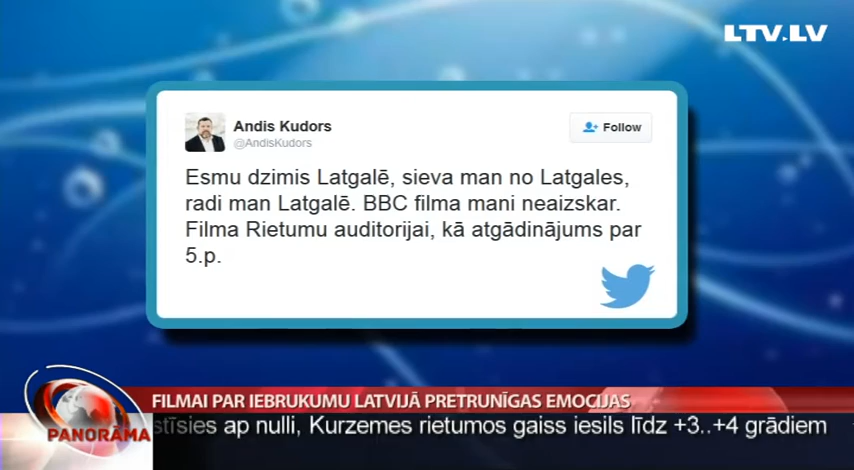 LTV.LV
Andis Kudors
@AndisKudors
Follow
Esmu dzimis Latgalē, sieva man no Latgales,
radi man Latgalē. BBC filma mani neaizskar.
Filma Rietumu auditorijai, kā atgādinājums par
5.p.
FILMAI PAR IEBRUKUMU LATVIJĀ PRETRUNĪGAS EMOCIJAS
PANORĀMA
stīsies ap nulli, Kurzemes rietumos gaiss iesils līdz +3..+4 grādiem